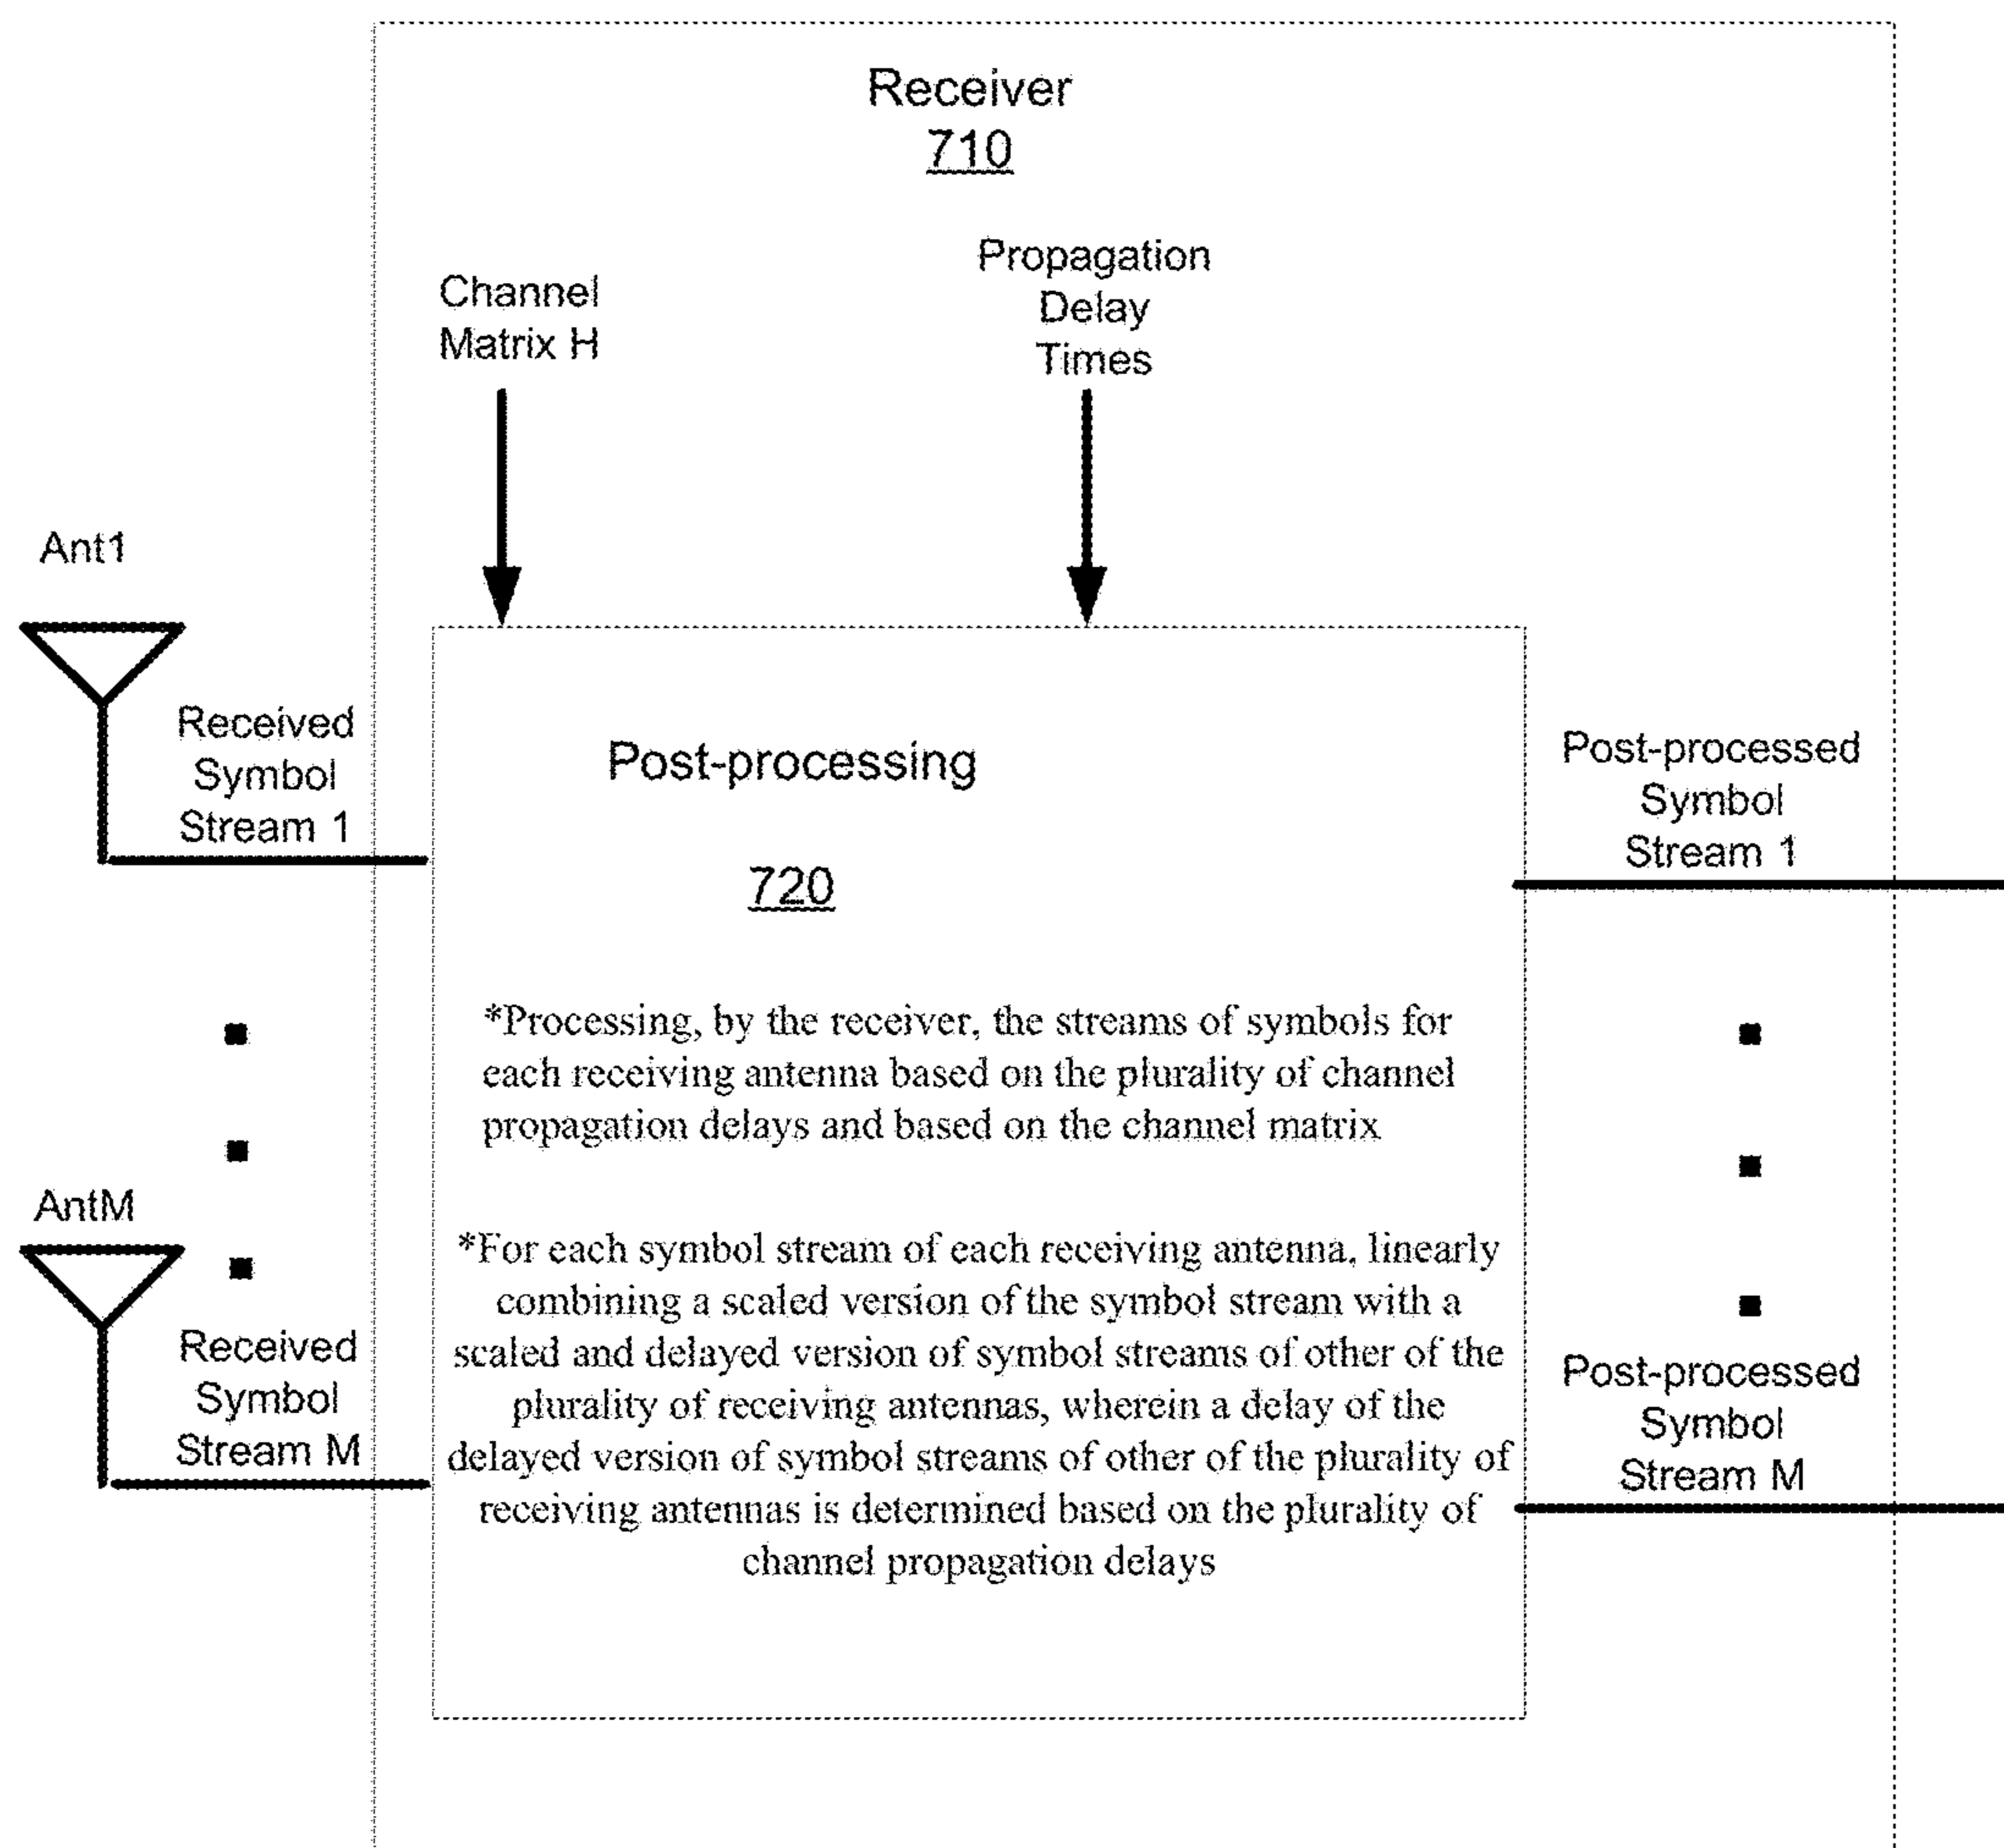 Receiver
710
Channel
Matrix H
Propagation
Delay
Times
Ant1
Received
Symbol
Stream 1
Post-processing
720
Post-processed
Symbol
Stream 1
*Processing, by the receiver, the streams of symbols for
each receiving antenna based on the plurality of channel
propagation delays and based on the channel matrix
AntM
Received
Symbol
Stream M
*For each symbol stream of each receiving antenna, linearly
combining a scaled version of the symbol stream with a
scaled and delayed version of symbol streams of other of the
plurality of receiving antennas, wherein a delay of the
delayed version of symbol streams of other of the plurality of
receiving antennas is determined based on the plurality of
channel propagation delays
Post-processed
Symbol
Stream M